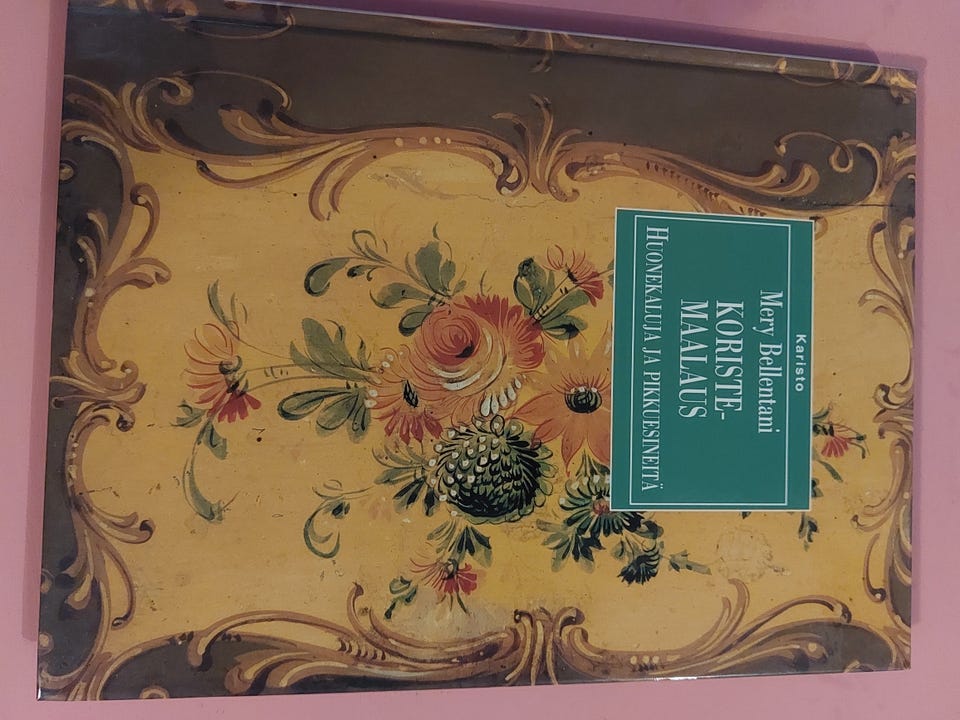 Karisto
Mery Bellentani
KORISTE-
MAALAUS
HUONEKALUJA JA PIKKUESINEITÄ